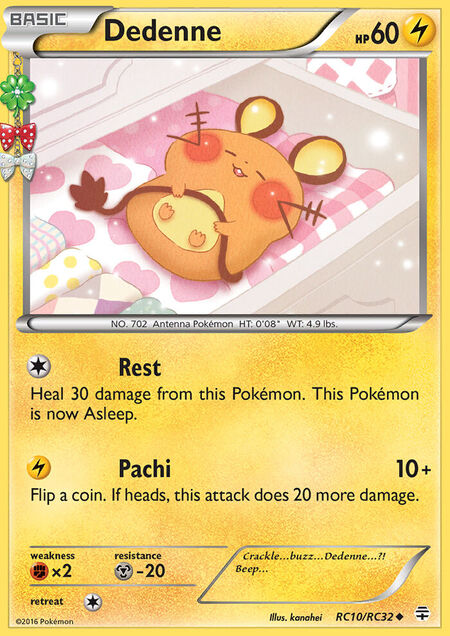 BASIC
Dedenne
HP60
NO. 702 Antenna Pokémon HT: 0'08" WT: 4.9 lbs.
Rest
Heal 30 damage from this Pokémon. This Pokémon
is now Asleep.
Pachi 10+
Flip a coin. If heads, this attack does 20 more damage.
weakness
×2
resistance
-20
Crackle...buzz...Dedenne...?!
Beep...
retreat
©2016 Pokémon
Illus. kanahei
RC10/RC32